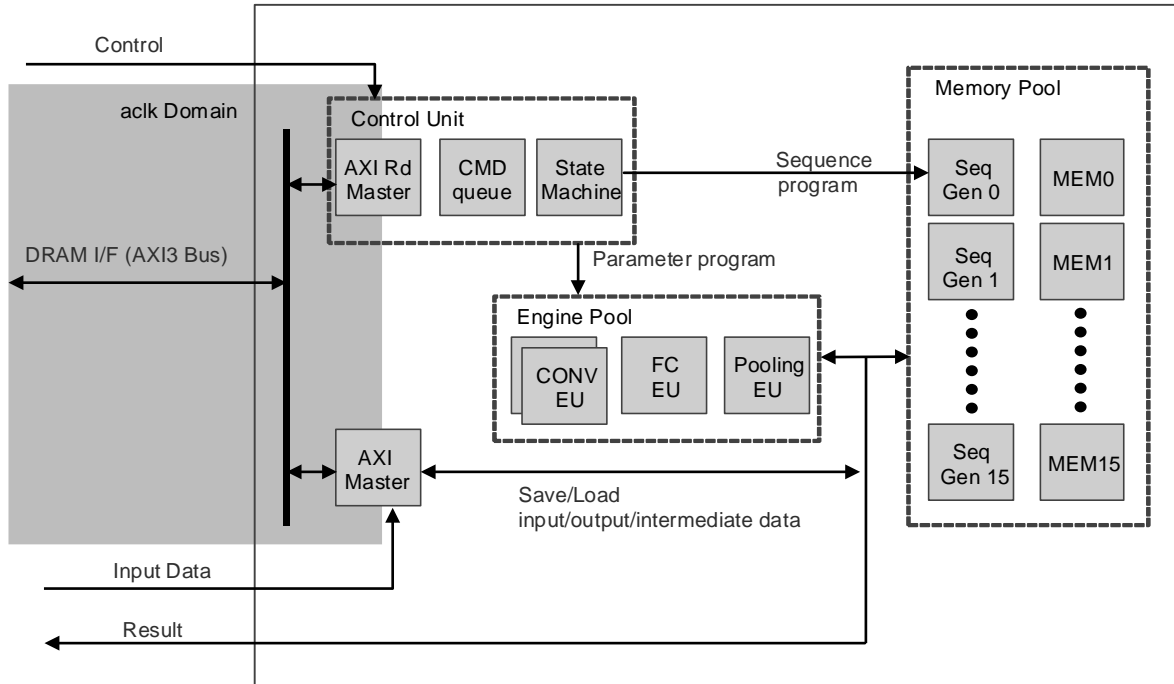 Control
aclk Domain
Control Unit
AXI Rd
Master
CMD
queue
State
Machine
Sequence
program
Memory Pool
Seq
Gen 0
MEM0
Seq
Gen 1
MEM1
Seq
Gen 15
MEM15
DRAM I/F (AXI3 Bus)
Parameter program
Engine Pool
CONV
EU
FC
EU
Pooling
EU
AXI
Master
Save/Load
input/output/intermediate data
Input Data
Result